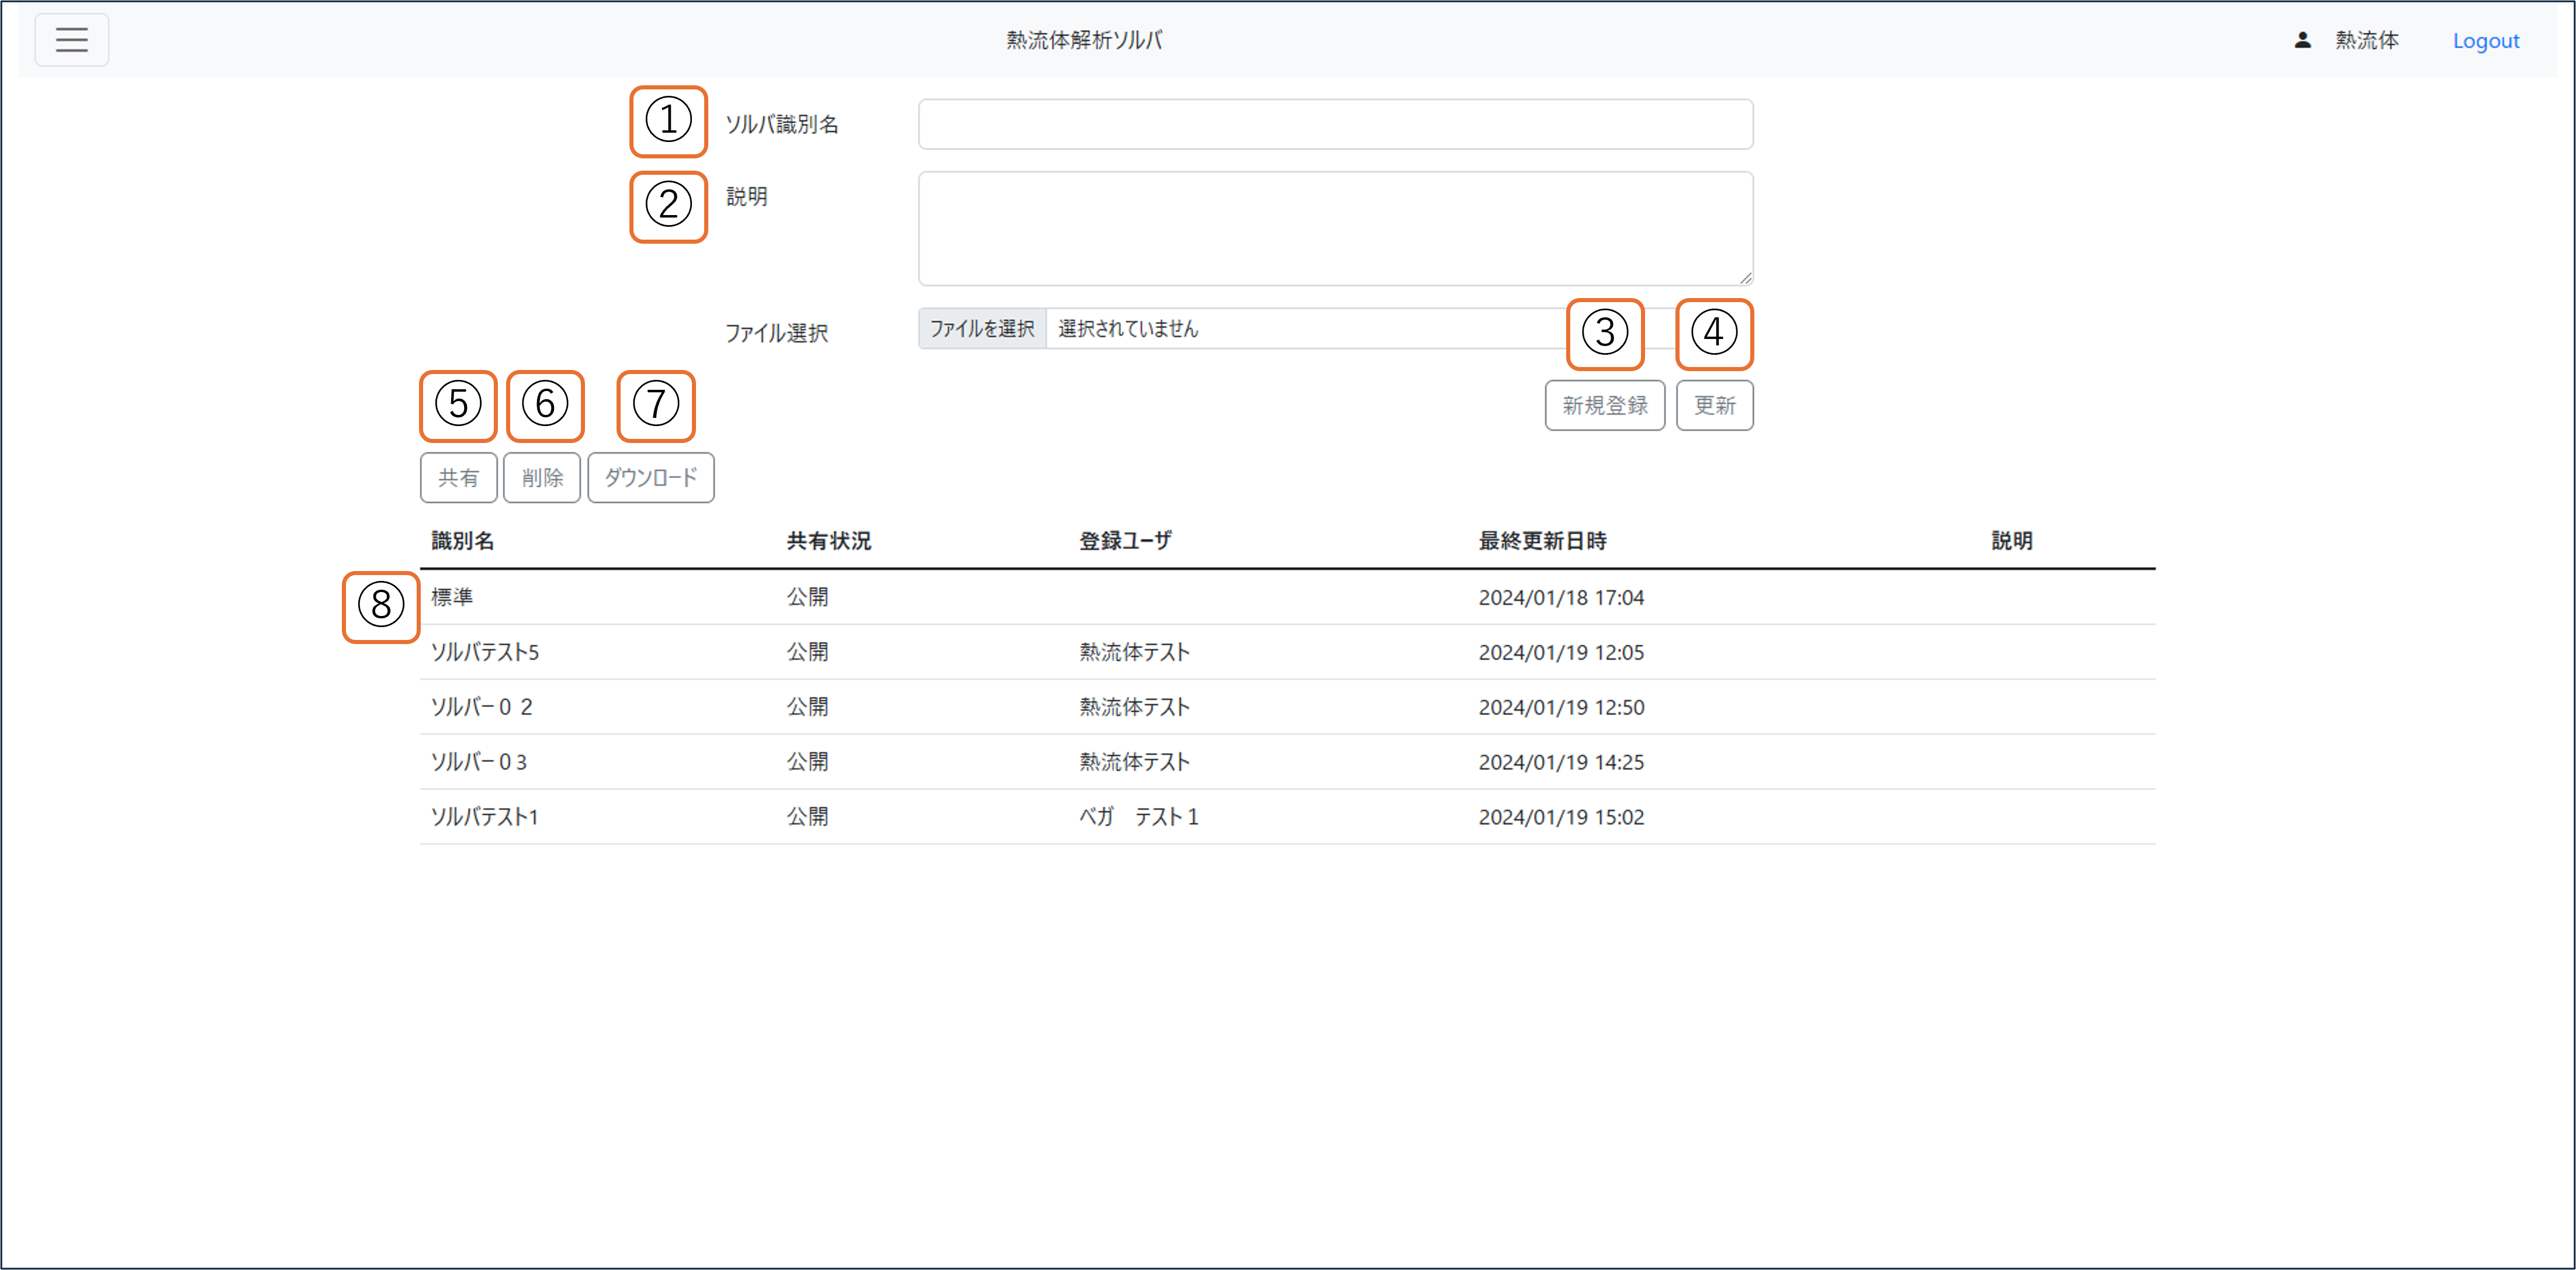 熱流体解析ソルバ 熱流体 Logout
① ソルバ識別名
② 説明
ファイル選択 ファイルを選択 選択されていません ③ ④
新規登録 更新
⑤ ⑥ ⑦
共有 削除 ダウンロード
識別名 共有状況 登録ユーザ 最終更新日時 説明
⑧ 標準 公開 2024/01/18 17:04
ソルバテスト5 公開 熱流体テスト 2024/01/19 12:05
ソルバー０２ 公開 熱流体テスト 2024/01/19 12:50
ソルバー０3 公開 熱流体テスト 2024/01/19 14:25
ソルバテスト1 公開 ベガ　テスト１ 2024/01/19 15:02